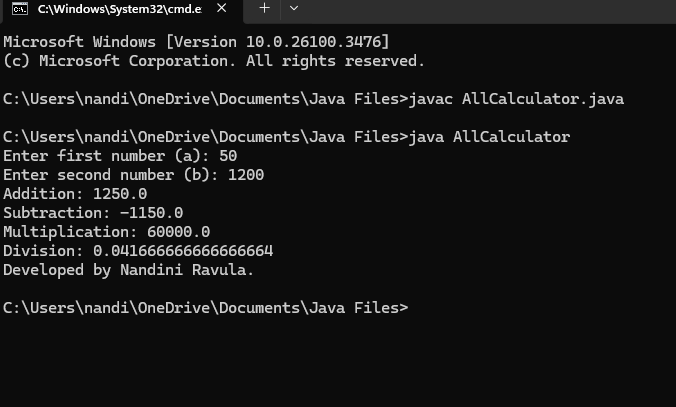 C:\Windows\System32\cmd.e
Microsoft Windows [Version 10.0.26100.3476]
(c) Microsoft Corporation. All rights reserved.
C:\Users\nandi\OneDrive\Documents\Java Files>javac AllCalculator.java
C:\Users\nandi\OneDrive\Documents\Java Files>java AllCalculator
Enter first number (a): 50
Enter second number (b): 1200
Addition: 1250.0
Subtraction: -1150.0
Multiplication: 60000.0
Division: 0.041666666666666664
Developed by Nandini Ravula.
C:\Users\nandi\OneDrive\Documents\Java Files>